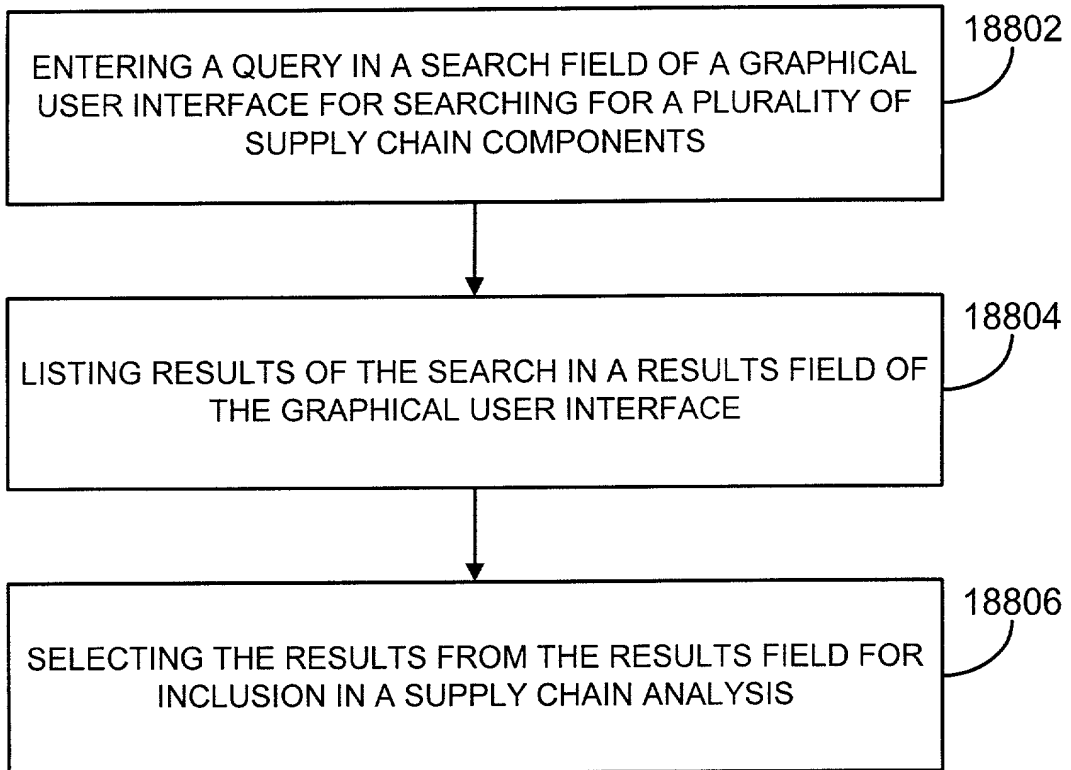 18802
ENTERING A QUERY IN A SEARCH FIELD OF A GRAPHICAL
USER INTERFACE FOR SEARCHING FOR A PLURALITY OF
SUPPLY CHAIN COMPONENTS
18804
LISTING RESULTS OF THE SEARCH IN A RESULTS FIELD OF
THE GRAPHICAL USER INTERFACE
18806
SELECTING THE RESULTS FROM THE RESULTS FIELD FOR
INCLUSION IN A SUPPLY CHAIN ANALYSIS